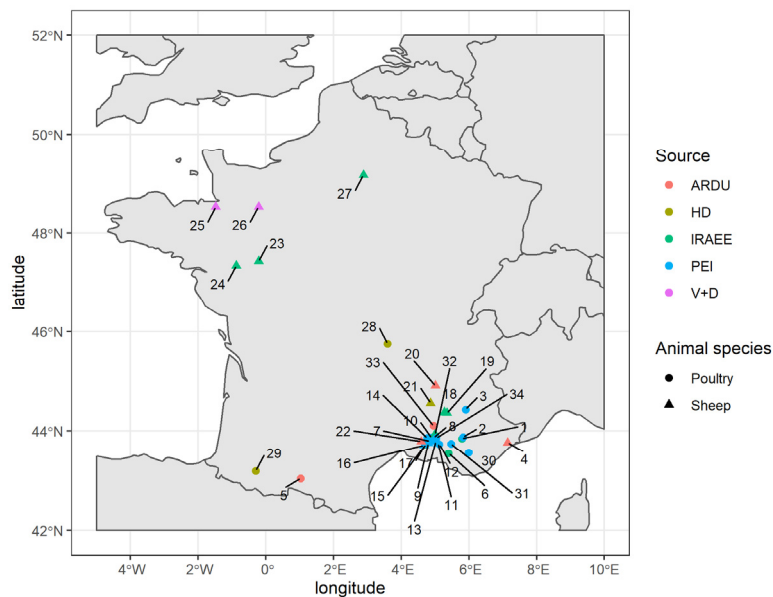 52°N
50°N
48°N
46°N
44°N
42°N
latitude
4°W
2°W
0°
2°E
4°E
6°E
8°E
10°E
longitude
27
25
26
23
24
28
20
32
19
33
21
18
3
34
14
10
8
2
1
22
7
4
16
17
12
30
29
5
15
9
11
6
31
13
Source
ARDU
HD
IRAEE
PEI
V+D
Animal species
Poultry
Sheep